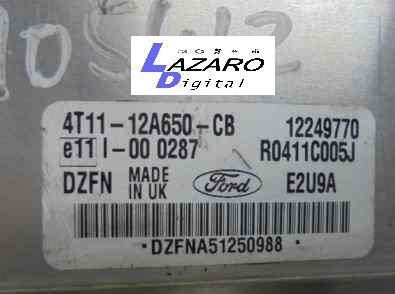 LAZARO
Digital
4T11-12A650-CB 12249770
e11 I-00 0287 R0411C005J
DZFN MADE IN UK Ford E2U9A
*DZFNA51250988*